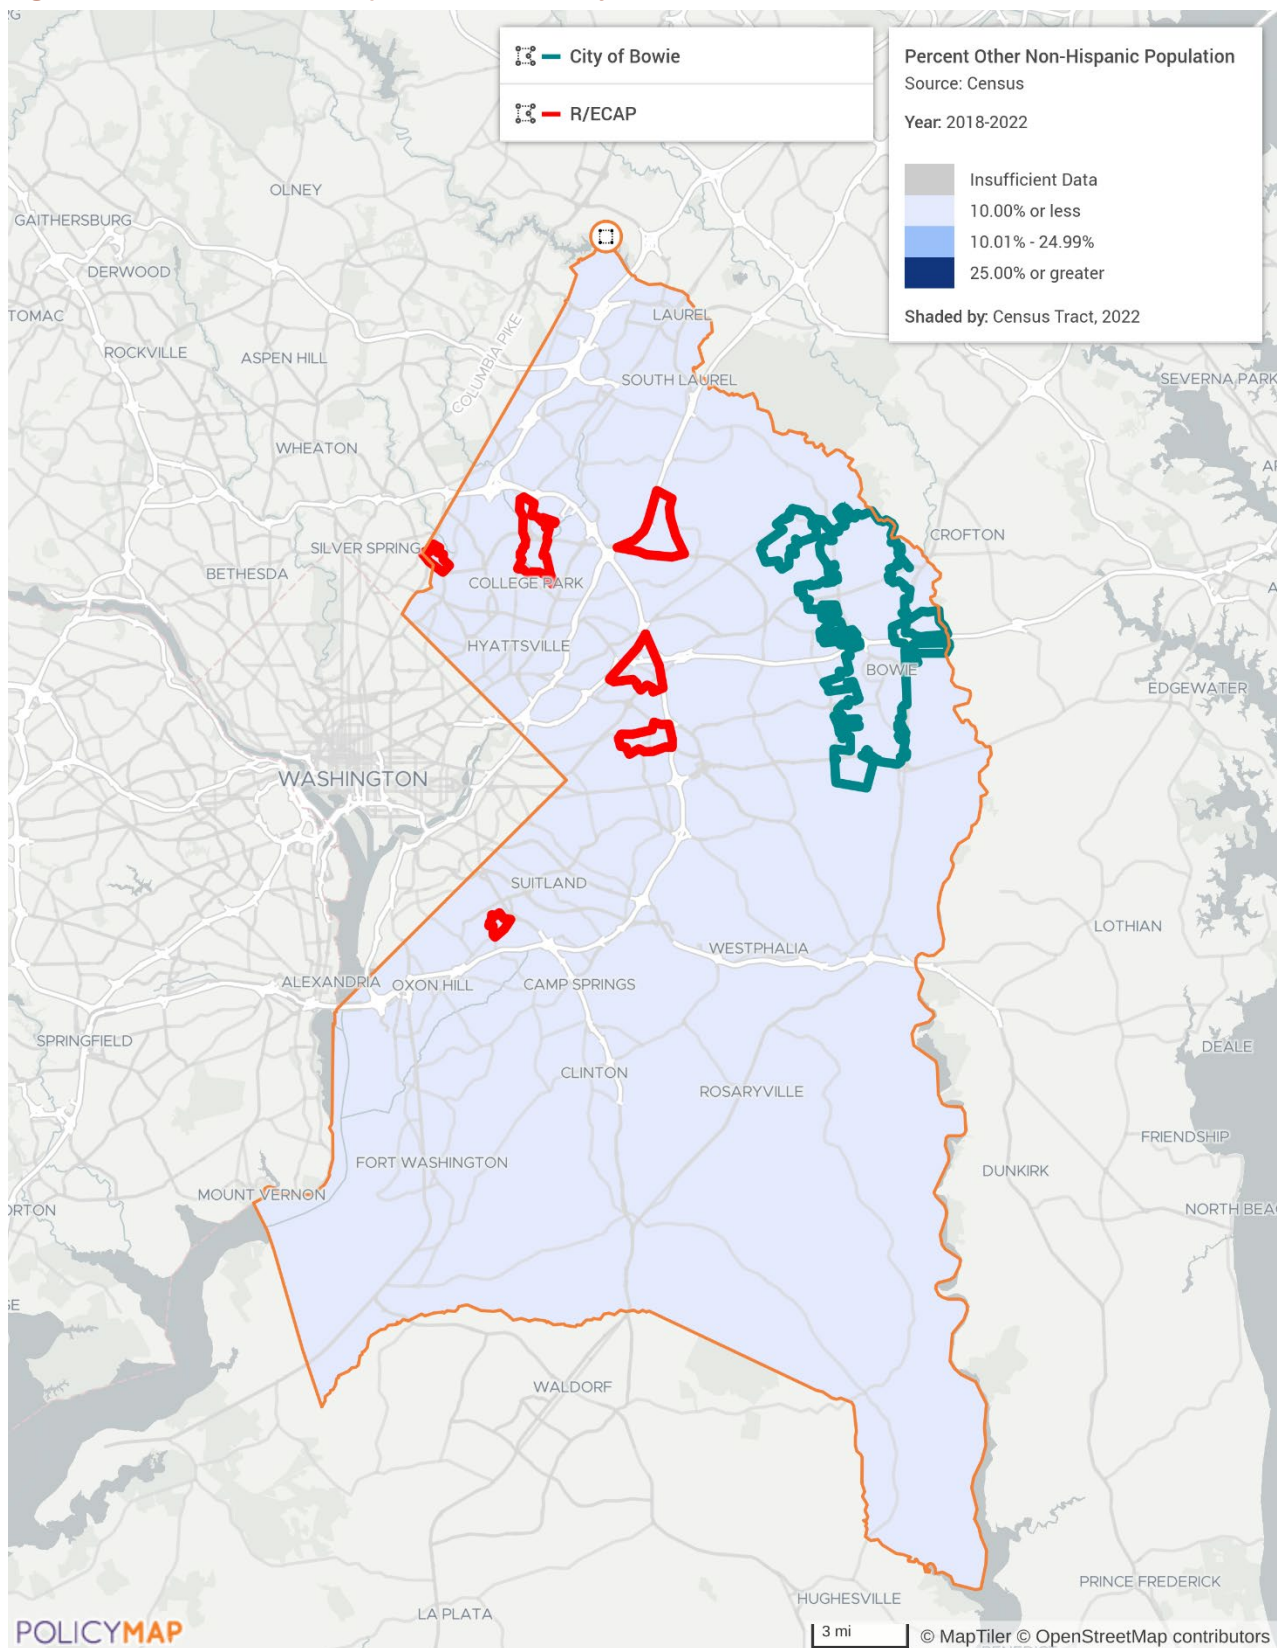 City of Bowie
R/ECAP
Percent Other Non-Hispanic Population
Source: Census
Year: 2018-2022
Insufficient Data
10.00% or less
10.01% - 24.99%
25.00% or greater
Shaded by: Census Tract, 2022
OLNEY
GAITHERSBURG
DERWOOD
TOMAC
LAUREL
ROCKVILLE
ASPEN HILL
COLUMBIA PIKE
SOUTH LAUREL
SEVERNA PARK
WHEATON
SILVER SPRING
CROFTON
BETHESDA
COLLEGE PARK
HYATTSVILLE
BOWIE
EDGEWATER
WASHINGTON
SUITLAND
LOTHIAN
WESTPHALIA
ALEXANDRIA
OXON HILL
CAMP SPRINGS
SPRINGFIELD
DEALE
CLINTON
ROSARYVILLE
FRIENDSHIP
FORT WASHINGTON
DUNKIRK
MOUNT VERNON
ORTON
NORTH BEA
SE
WALDORF
PRINCE FREDERICK
HUGHESVILLE
LA PLATA
POLICYMAP
3 mi
© MapTiler © OpenStreetMap contributors